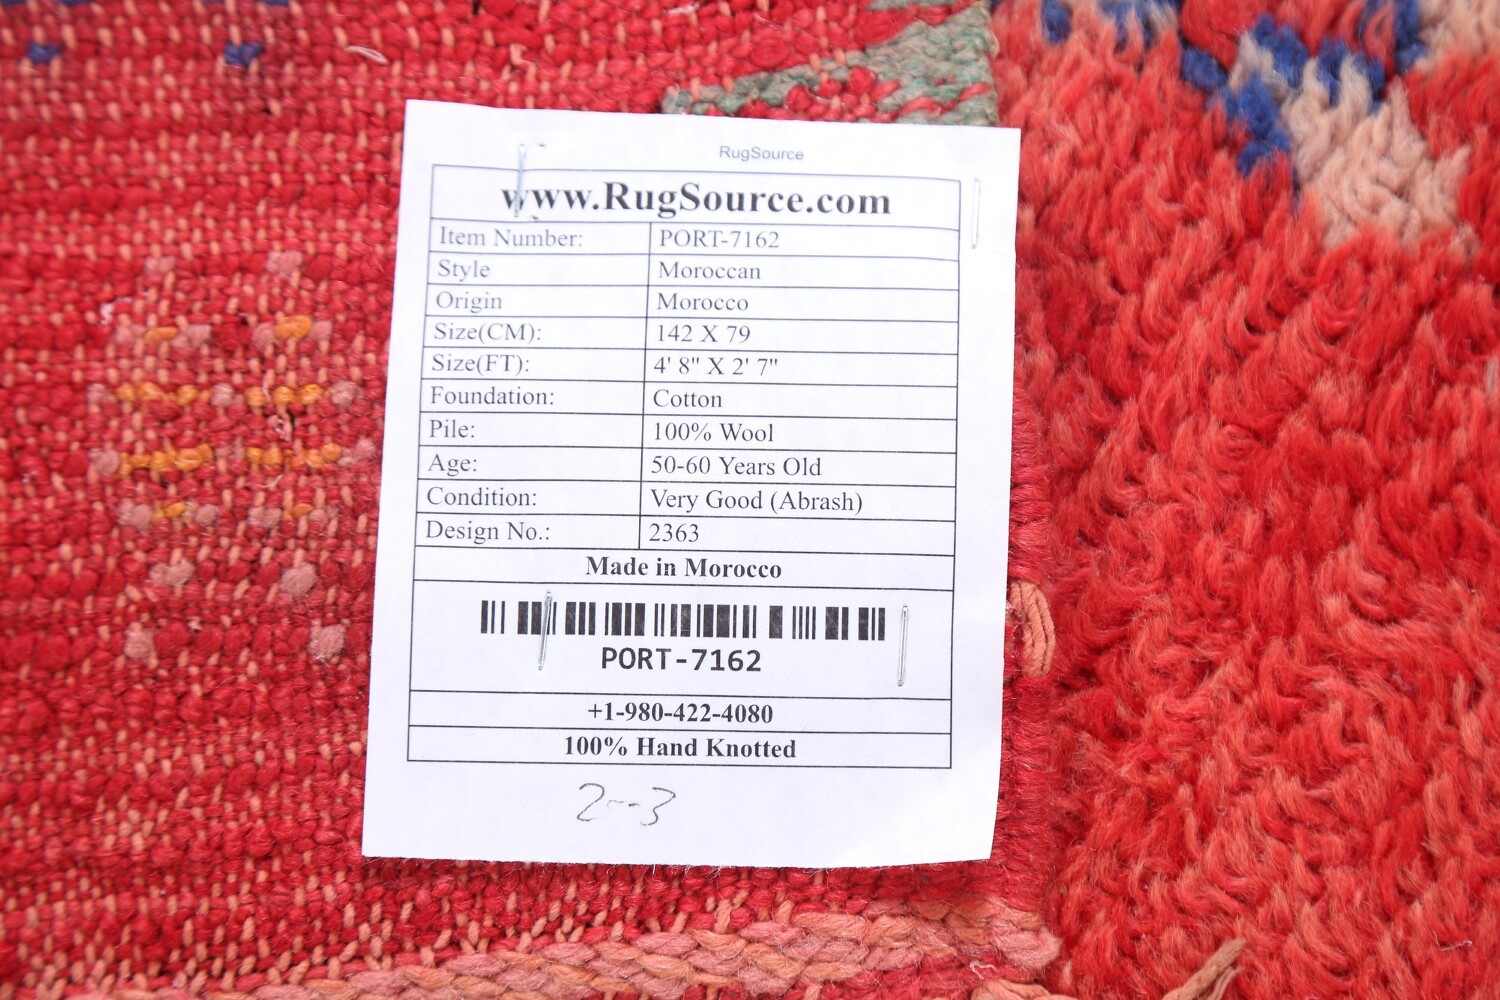 RugSource
www.RugSource.com
Item Number: PORT-7162
Style Moroccan
Origin Morocco
Size(CM): 142 X 79
Size(FT): 4' 8" X 2' 7"
Foundation: Cotton
Pile: 100% Wool
Age: 50-60 Years Old
Condition: Very Good (Abrash)
Design No.: 2363
Made in Morocco
PORT-7162
+1-980-422-4080
100% Hand Knotted
2--3